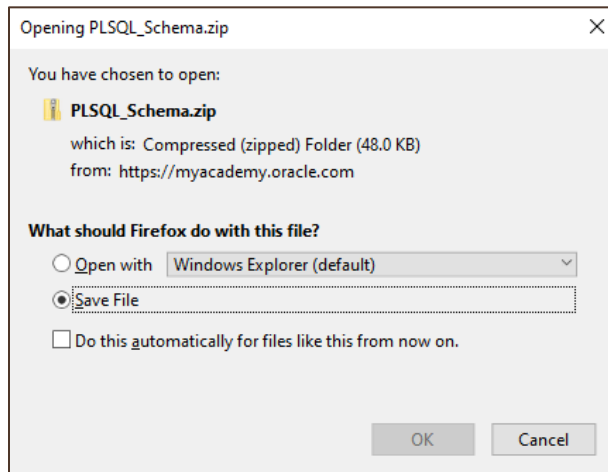 Opening PLSQL_Schema.zip
You have chosen to open:
PLSQL_Schema.zip
which is: Compressed (zipped) Folder (48.0 KB)
from: https://myacademy.oracle.com
What should Firefox do with this file?
Open with Windows Explorer (default)
Save File
Do this automatically for files like this from now on.
OK Cancel